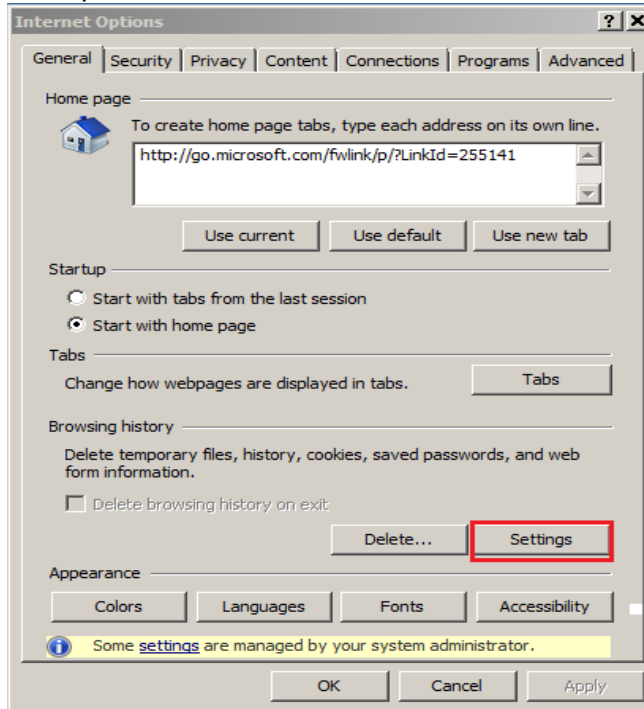 Internet Options
General Security Privacy Content Connections Programs Advanced
Home page
To create home page tabs, type each address on its own line.
http://go.microsoft.com/fwlink/p/?LinkId=255141
Use current Use default Use new tab
Startup
Start with tabs from the last session
Start with home page
Tabs
Change how webpages are displayed in tabs. Tabs
Browsing history
Delete temporary files, history, cookies, saved passwords, and web
form information.
Delete browsing history on exit
Delete... Settings
Appearance
Colors Languages Fonts Accessibility
Some settings are managed by your system administrator.
OK Cancel Apply